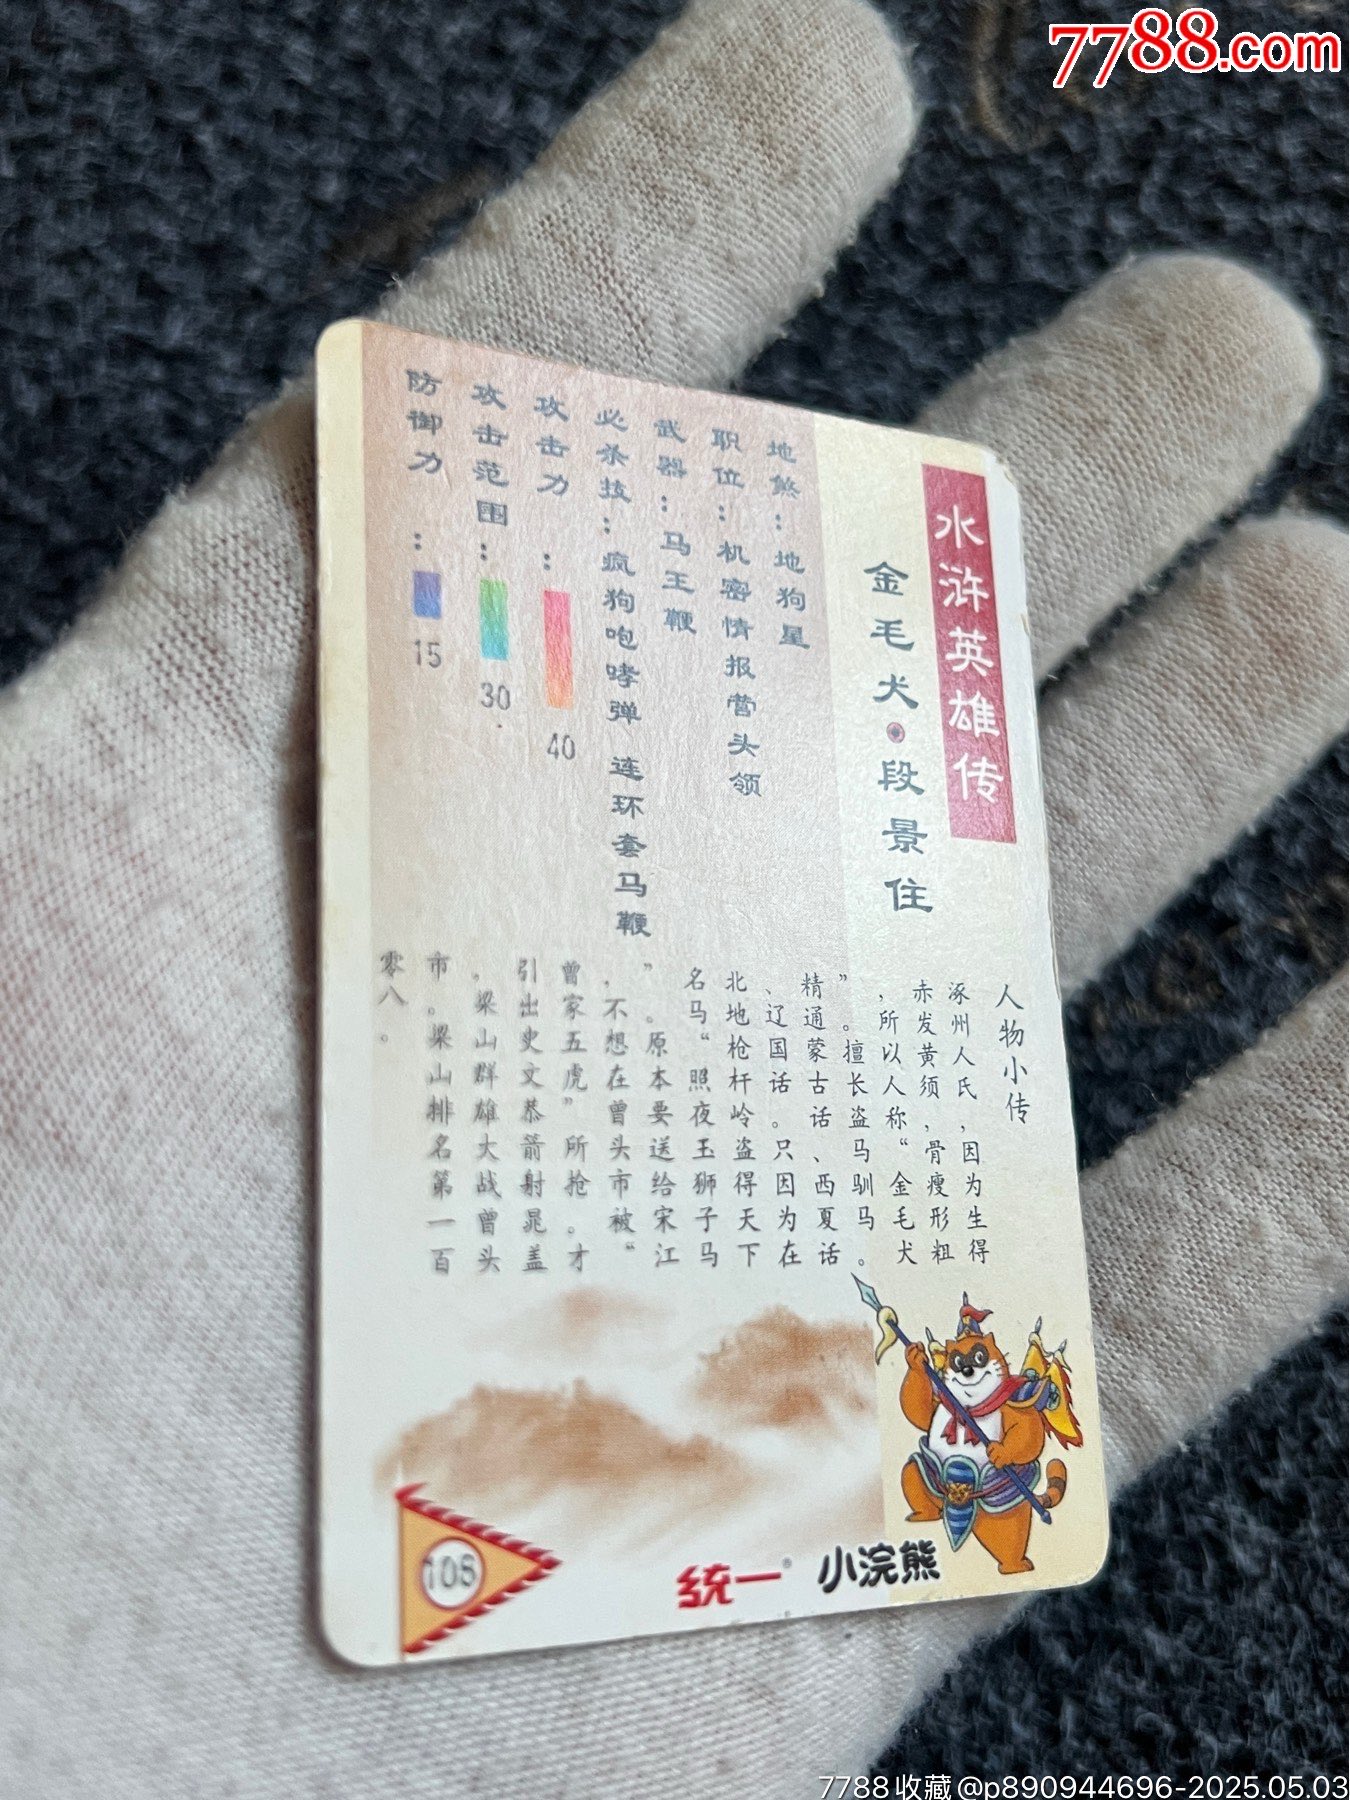 7788.com
水浒英雄传
金毛犬·段景住
地煞:地狗星
职位:机密情报营头领
武器:马王鞭
必杀技:疯狗咆哮弹 连环套马鞭
攻击力:40
攻击范围:30
防御力:15
人物小传
涿州人氏,因为生得
赤发黄须,骨瘦形粗
,所以人称“金毛犬
”。擅长盗马驯马。
精通蒙古话、西夏话
、辽国话。只因为在
北地枪杆岭盗得天下
名马“照夜玉狮子马
”。原本要送给宋江
,不想在曾头市被“
曾家五虎”所抢。才
引出史文恭箭射晁盖
。梁山群雄大战曾头
市。梁山排名第一百
零八。
105
统一® 小浣熊
7788收藏@p890944696-2025.05.03